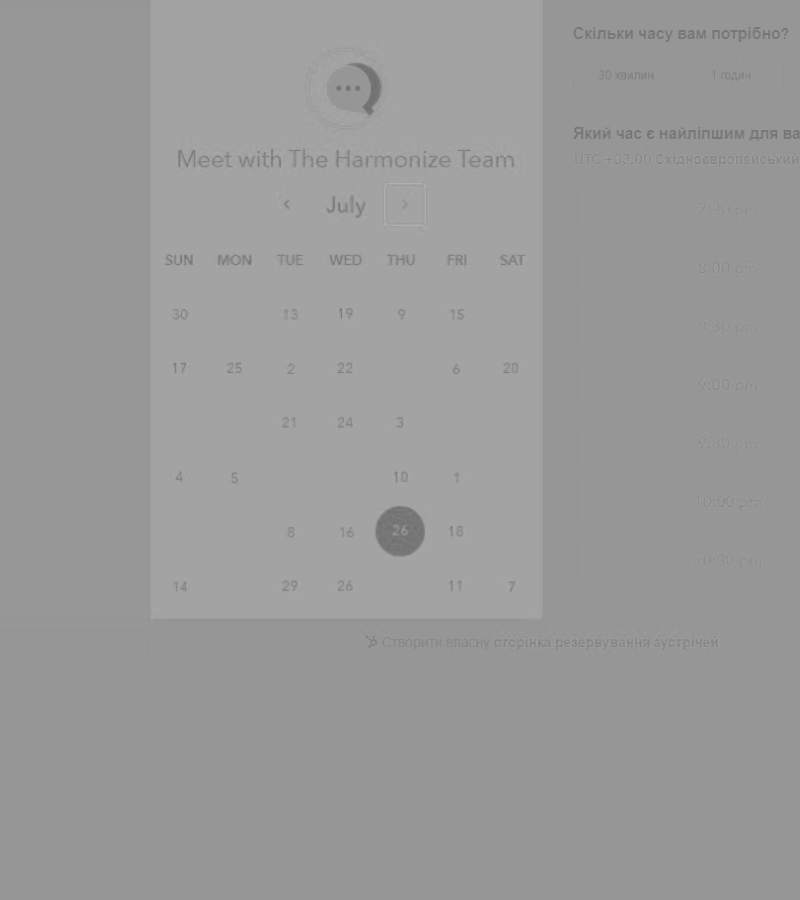 Meet with The Harmonize Team
July
SUN MON TUE WED THU FRI SAT
30 13 19 9 15
17 25 2 22 6 20
21 24 3
4 5 10 1
8 16 26 18
14 29 26 11 7
Скільки часу вам потрібно?
30 хвилин 1 годин
Який час є найліпшим для ва
UTC +03:00 Східноєвропейський
7:30 pm
8:00 pm
8:30 pm
9:00 pm
9:30 pm
10:00 pm
10:30 pm
Створити власну сторінка резервування зустрічей